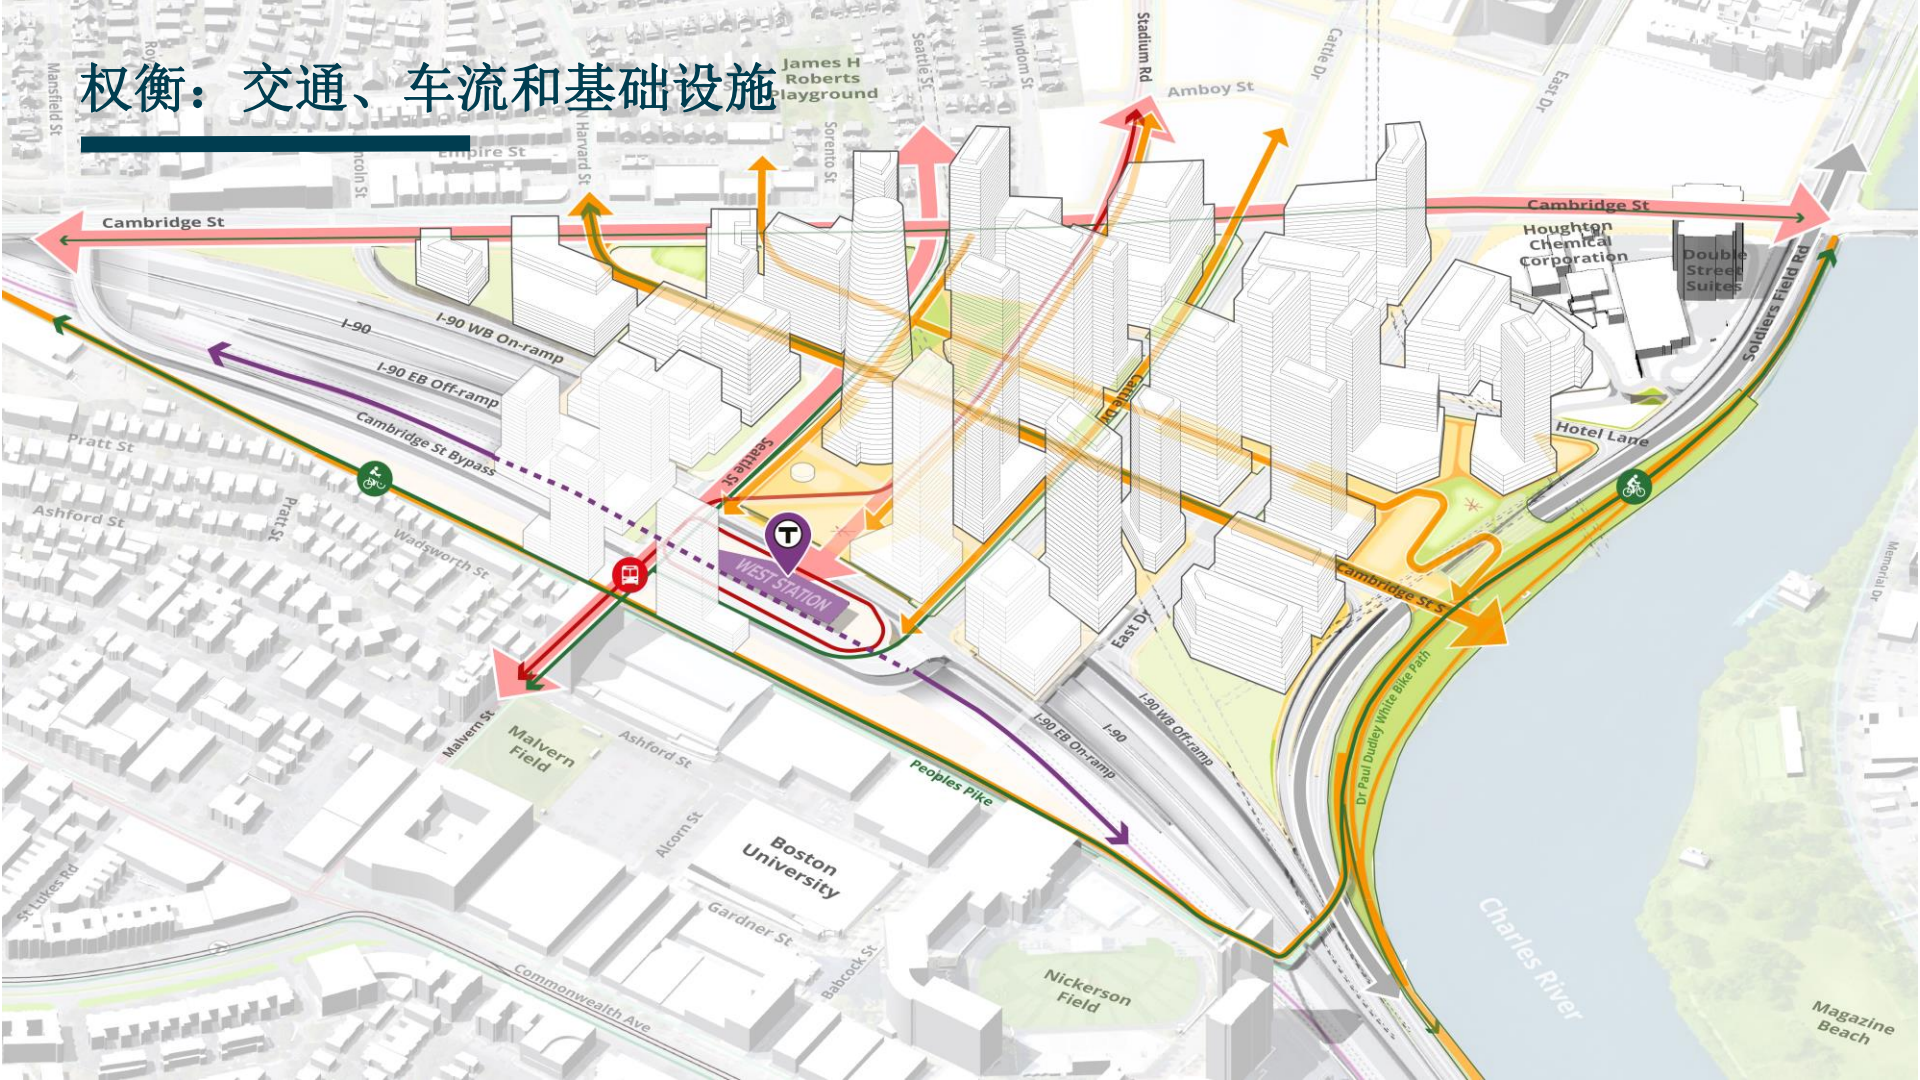 权衡：交通、车流和基础设施
Mansfield St
N Harvard St
Empire St
James H
Roberts
Playground
Sorento St
Seattle St
Windom St
Stadium Rd
Amboy St
Cattle Dr
East Dr
Cambridge St
Cambridge St
Houghton
Chemical
Corporation
Double
Street
Suites
Soldiers Field Rd
I-90
I-90 WB On-ramp
I-90 EB Off-ramp
Cambridge St Bypass
Cattle Dr
Seattle St
Hotel Lane
Pratt St
Ashford St
Pratt St
Wadsworth St
T
WEST STATION
Cambridge St S
East Dr
Memorial Dr
Dr Paul Dudley White Bike Path
I-90 WB Off-ramp
I-90
I-90 EB On-ramp
Malvern St
Malvern
Field
Ashford St
Peoples Pike
Alcorn St
Boston
University
St Lukes Rd
Gardner St
Babcock St
Commonwealth Ave
Nickerson
Field
Charles River
Magazine
Beach